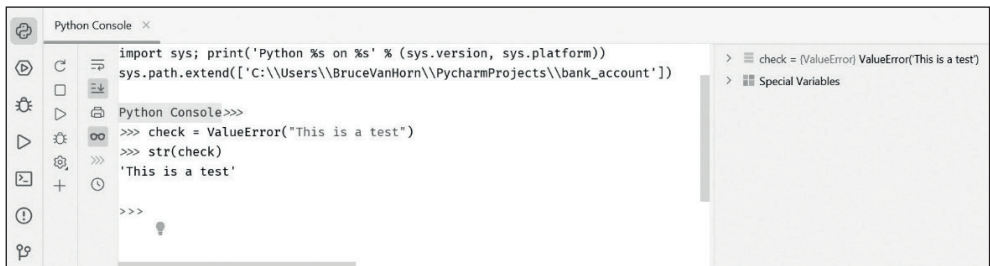 Python Console ×
import sys; print('Python %s on %s' % (sys.version, sys.platform))
sys.path.extend(['C:\\Users\\BruceVanHorn\\PycharmProjects\\bank_account'])
Python Console>>>
>>> check = ValueError("This is a test")
>>> str(check)
'This is a test'
>>>
check = {ValueError} ValueError('This is a test')
Special Variables